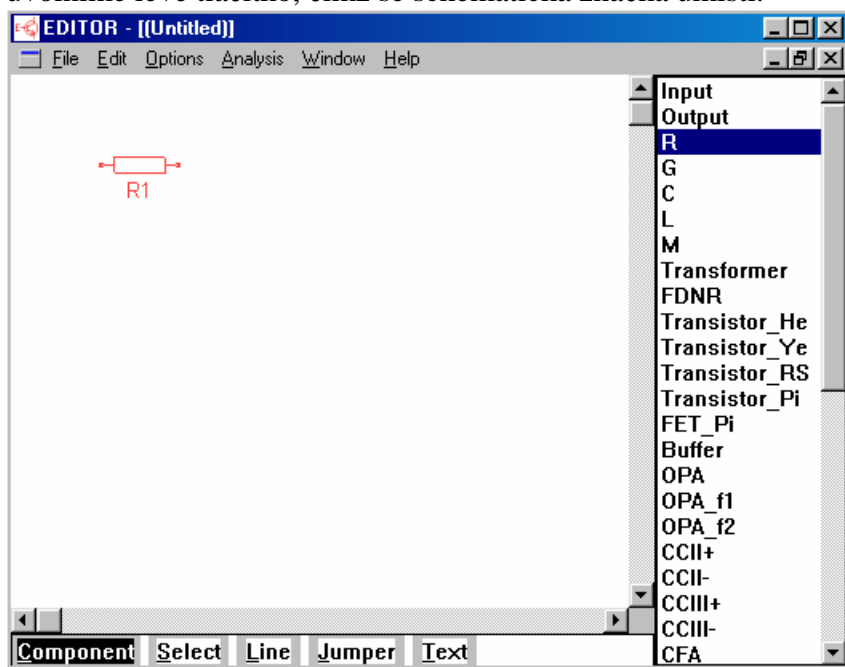 EDITOR - [(Untitled)]
File Edit Options Analysis Window Help
R1
Input
Output
R
G
C
L
M
Transformer
FDNR
Transistor_He
Transistor_Ye
Transistor_RS
Transistor_Pi
FET_Pi
Buffer
OPA
OPA_f1
OPA_f2
CCII+
CCII-
CCIII+
CCIII-
CFA
Component Select Line Jumper Text